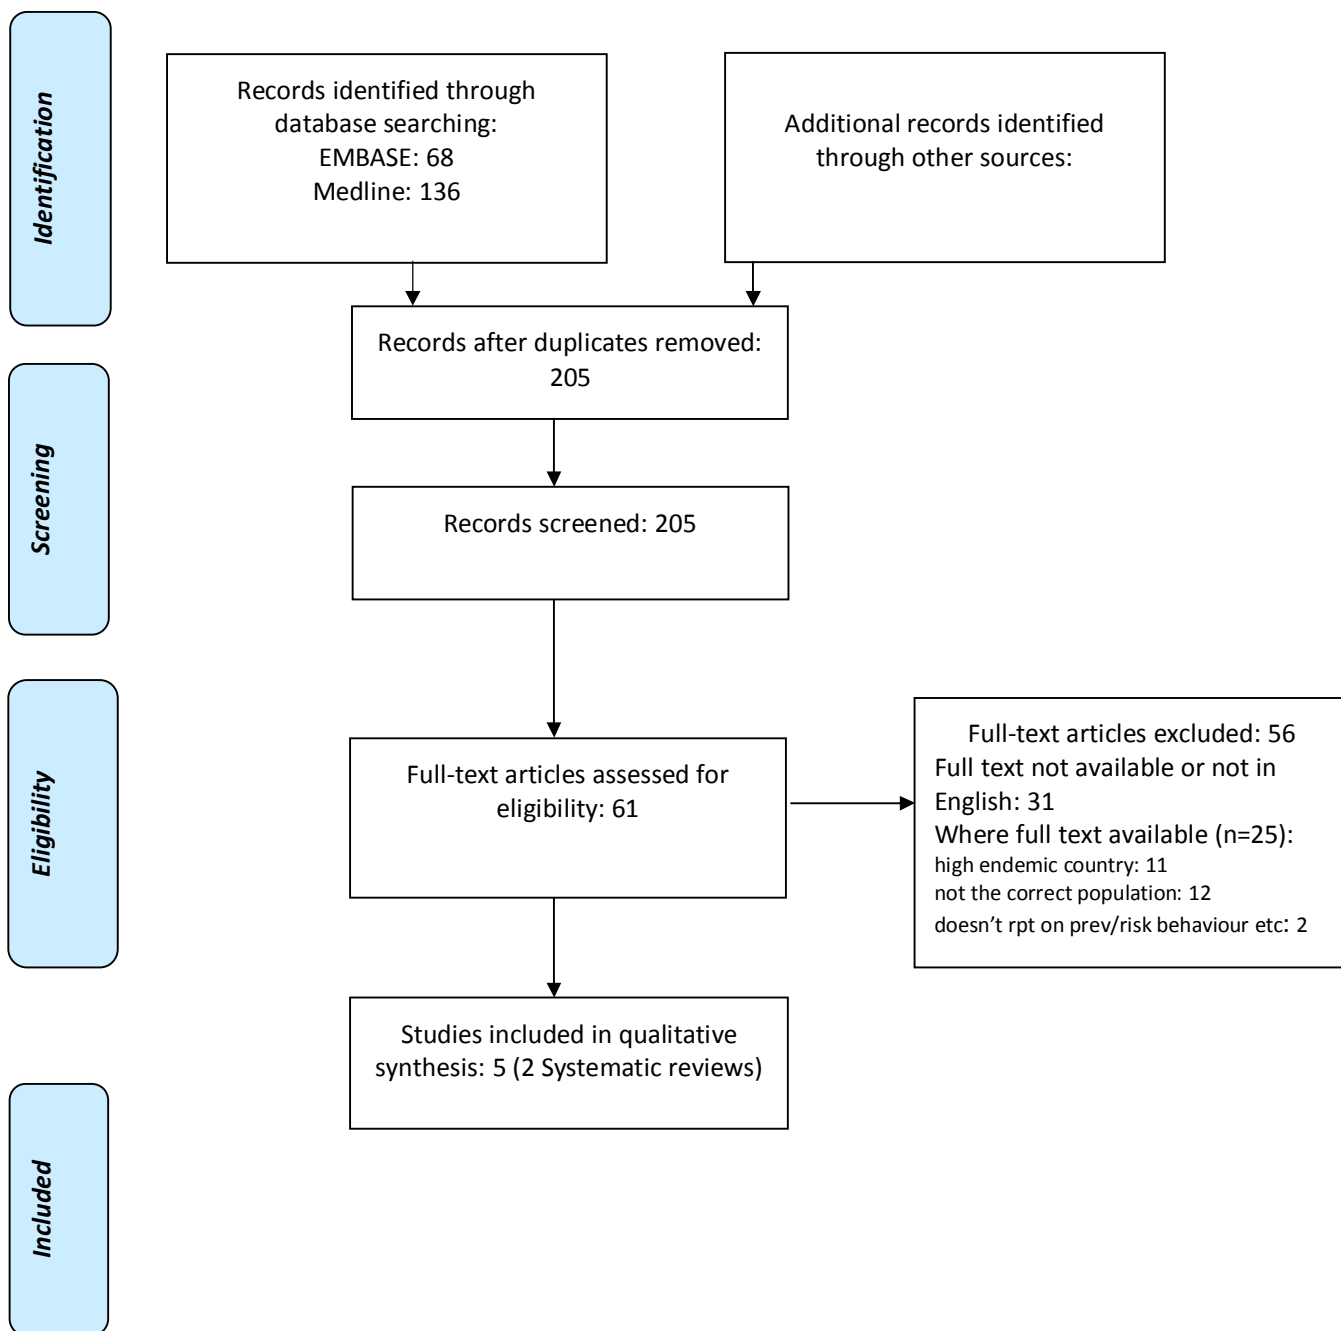 Identification
Records identified through
database searching:
EMBASE: 68
Medline: 136
Additional records identified
through other sources:
Records after duplicates removed:
205
Screening
Records screened: 205
Eligibility
Full-text articles assessed for
eligibility: 61
Full-text articles excluded: 56
Full text not available or not in
English: 31
Where full text available (n=25):
high endemic country: 11
not the correct population: 12
doesn’t rpt on prev/risk behaviour etc: 2
Included
Studies included in qualitative
synthesis: 5 (2 Systematic reviews)